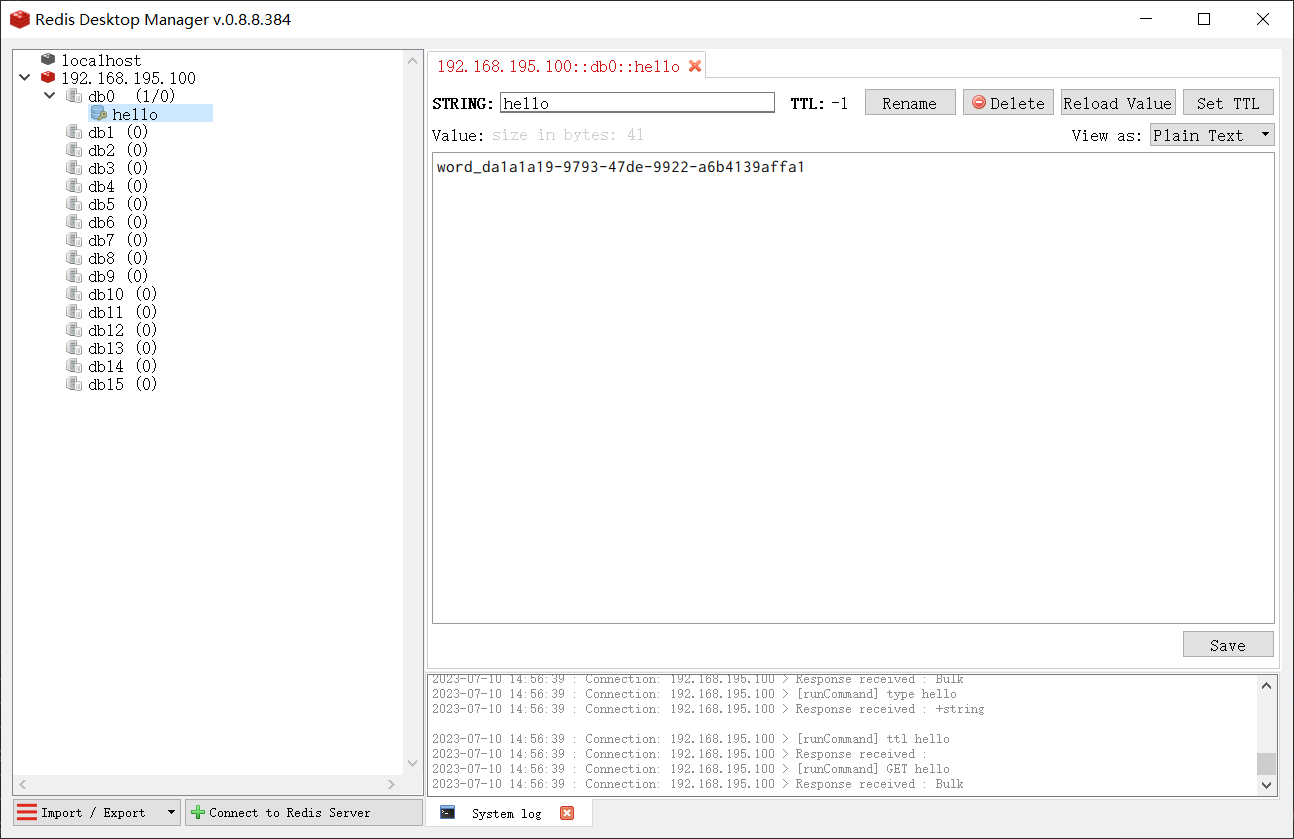 Redis Desktop Manager v.0.8.8.384
localhost
192.168.195.100
db0 (1/0)
hello
db1 (0)
db2 (0)
db3 (0)
db4 (0)
db5 (0)
db6 (0)
db7 (0)
db8 (0)
db9 (0)
db10 (0)
db11 (0)
db12 (0)
db13 (0)
db14 (0)
db15 (0)
Import / Export
Connect to Redis Server
192.168.195.100::db0::hello
STRING: hello TTL: -1 Rename Delete Reload Value Set TTL
Value: size in bytes: 41 View as: Plain Text
word_da1a1a19-9793-47de-9922-a6b4139affa1
Save
2023-07-10 14:56:39 : Connection: 192.168.195.100 > Response received : Bulk
2023-07-10 14:56:39 : Connection: 192.168.195.100 > [runCommand] type hello
2023-07-10 14:56:39 : Connection: 192.168.195.100 > Response received : +string
2023-07-10 14:56:39 : Connection: 192.168.195.100 > [runCommand] ttl hello
2023-07-10 14:56:39 : Connection: 192.168.195.100 > Response received :
2023-07-10 14:56:39 : Connection: 192.168.195.100 > [runCommand] GET hello
2023-07-10 14:56:39 : Connection: 192.168.195.100 > Response received : Bulk
System log